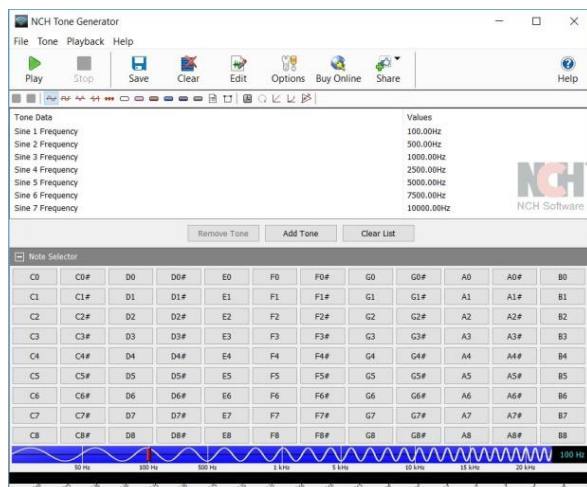 NCH Tone Generator
File Tone Playback Help
Play Stop Save Clear Edit Options Buy Online Share Help
Tone Data Values
Sine 1 Frequency 100.00Hz
Sine 2 Frequency 500.00Hz
Sine 3 Frequency 1000.00Hz
Sine 4 Frequency 2500.00Hz
Sine 5 Frequency 5000.00Hz
Sine 6 Frequency 7500.00Hz
Sine 7 Frequency 10000.00Hz
NCH
NCH Software
Remove Tone Add Tone Clear List
Note Selector
C0 C0# D0 D0# E0 F0 F0# G0 G0# A0 A0# B0
C1 C1# D1 D1# E1 F1 F1# G1 G1# A1 A1# B1
C2 C2# D2 D2# E2 F2 F2# G2 G2# A2 A2# B2
C3 C3# D3 D3# E3 F3 F3# G3 G3# A3 A3# B3
C4 C4# D4 D4# E4 F4 F4# G4 G4# A4 A4# B4
C5 C5# D5 D5# E5 F5 F5# G5 G5# A5 A5# B5
C6 C6# D6 D6# E6 F6 F6# G6 G6# A6 A6# B6
C7 C7# D7 D7# E7 F7 F7# G7 G7# A7 A7# B7
C8 C8# D8 D8# E8 F8 F8# G8 G8# A8 A8# B8
100 Hz
50 Hz 100 Hz 500 Hz 1 kHz 5 kHz 10 kHz 15 kHz 20 kHz